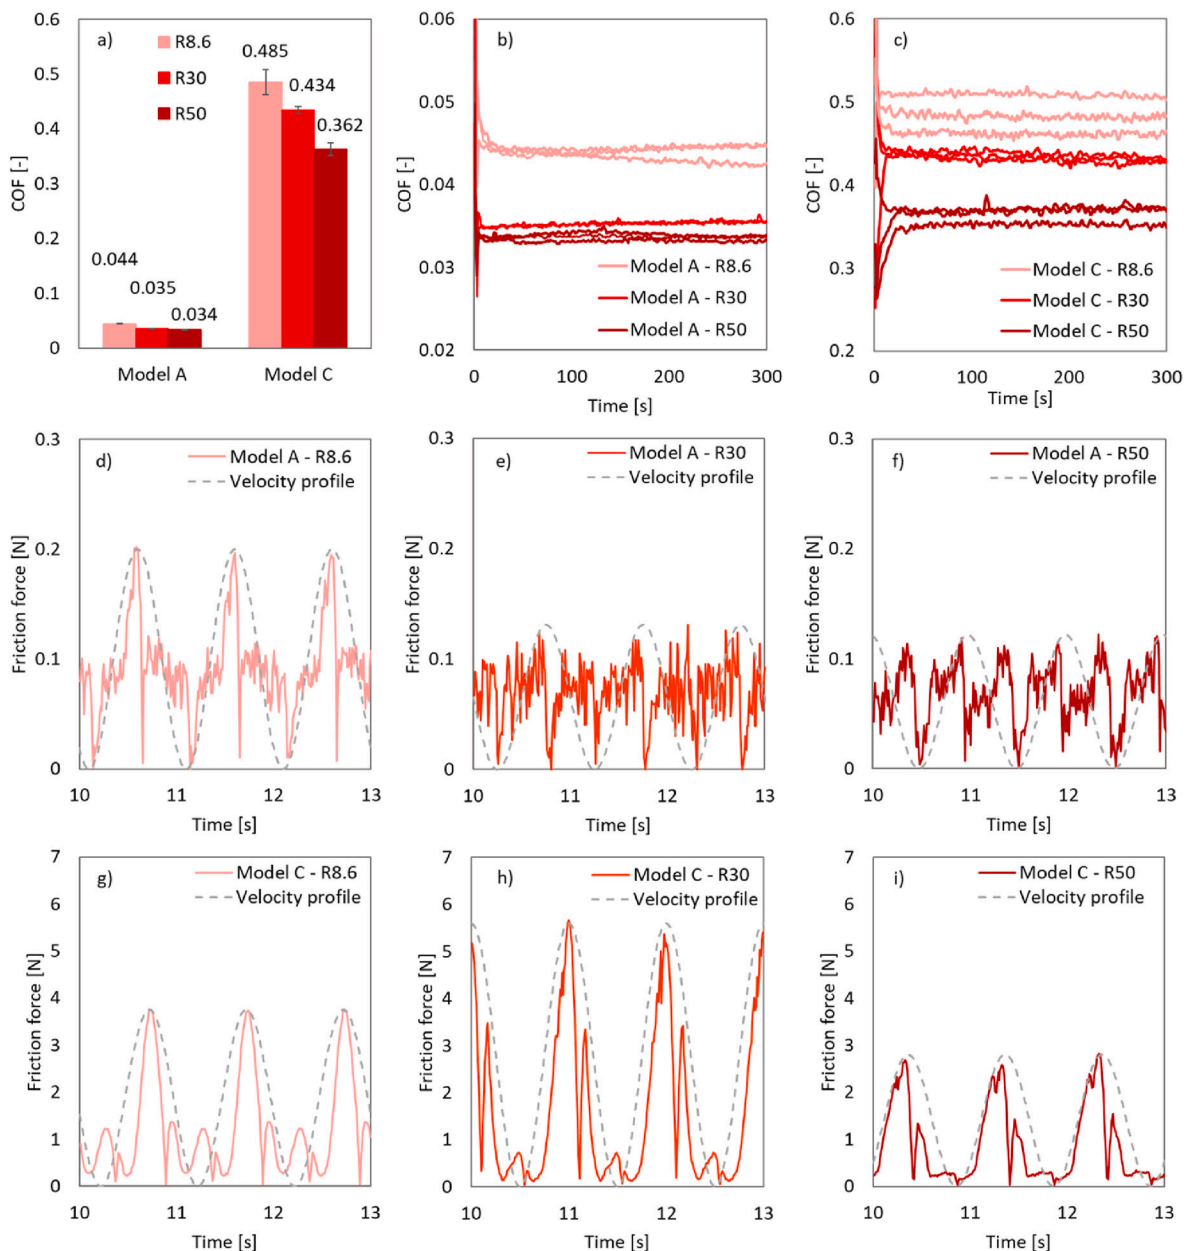 a)
COF [-]
0.6
0.5
0.4
0.3
0.2
0.1
0
R8.6
R30
R50
0.485
0.434
0.362
0.044
0.035
0.034
Model A
Model C
b)
COF [-]
0.06
0.05
0.04
0.03
0.02
Model A - R8.6
Model A - R30
Model A - R50
0 100 200 300
Time [s]
c)
COF [-]
0.6
0.5
0.4
0.3
0.2
Model C - R8.6
Model C - R30
Model C - R50
0 100 200 300
Time [s]
d)
Friction force [N]
0.3
0.2
0.1
0
Model A - R8.6
Velocity profile
10 11 12 13
Time [s]
e)
Friction force [N]
0.3
0.2
0.1
0
Model A - R30
Velocity profile
10 11 12 13
Time [s]
f)
Friction force [N]
0.3
0.2
0.1
0
Model A - R50
Velocity profile
10 11 12 13
Time [s]
g)
Friction force [N]
7
6
5
4
3
2
1
0
Model C - R8.6
Velocity profile
10 11 12 13
Time [s]
h)
Friction force [N]
7
6
5
4
3
2
1
0
Model C - R30
Velocity profile
10 11 12 13
Time [s]
i)
Friction force [N]
7
6
5
4
3
2
1
0
Model C - R50
Velocity profile
10 11 12 13
Time [s]